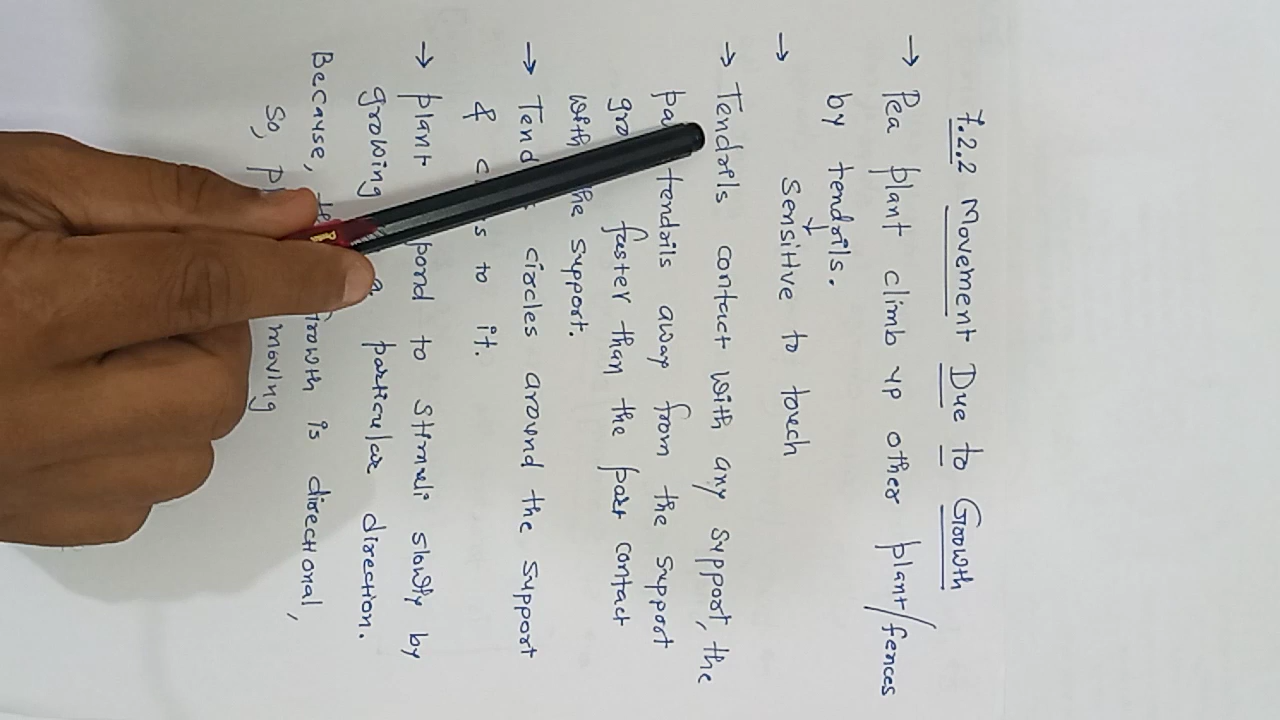 7.2.2 Movement Due to Growth
→ Pea plant climb up other plant/fences
by tendrils.
→ sensitive to touch
→ Tendrils contact with any support, the
tendrils away from the support
faster than the part contact
with the support.
→ circles around the support
& to it.
→ plant to stimuli slowly by
growing particular direction.
Because, growth is directional,
So, moving